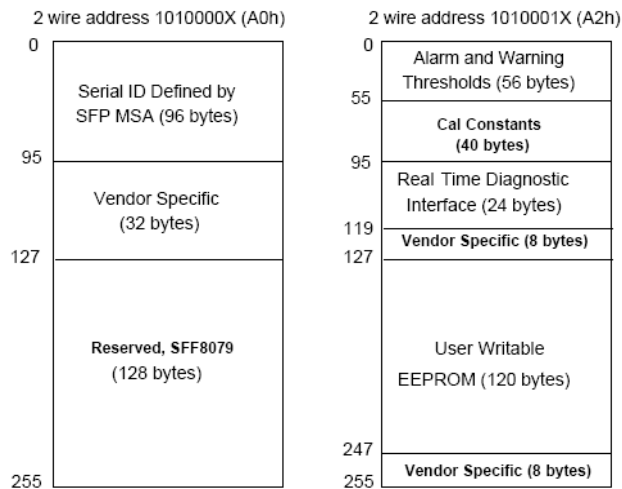 2 wire address 1010000X (A0h)
0
Serial ID Defined by
SFP MSA (96 bytes)
95
Vendor Specific
(32 bytes)
127
Reserved, SFF8079
(128 bytes)
255
2 wire address 1010001X (A2h)
0
Alarm and Warning
Thresholds (56 bytes)
55
Cal Constants
(40 bytes)
95
Real Time Diagnostic
Interface (24 bytes)
119
Vendor Specific (8 bytes)
127
User Writable
EEPROM (120 bytes)
247
Vendor Specific (8 bytes)
255